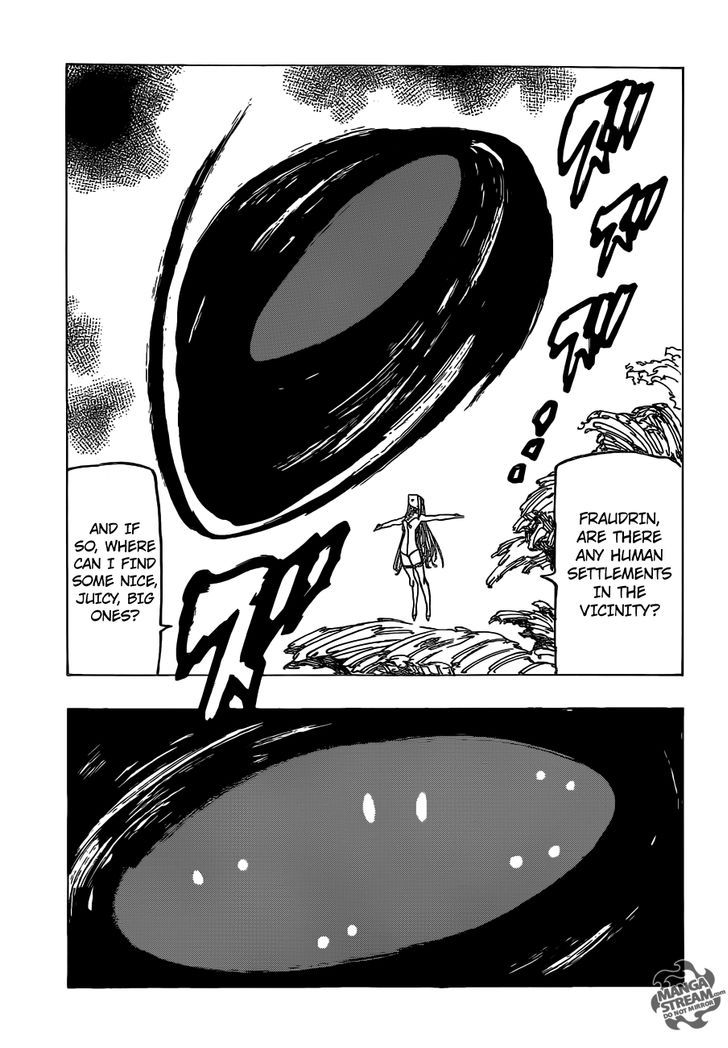 FRAUDRIN,
ARE THERE
ANY HUMAN
SETTLEMENTS
IN THE
VICINITY?
AND IF
SO, WHERE
CAN I FIND
SOME NICE,
JUICY, BIG
ONES?
MANGA
STREAM.com
DO NOT MIRROR